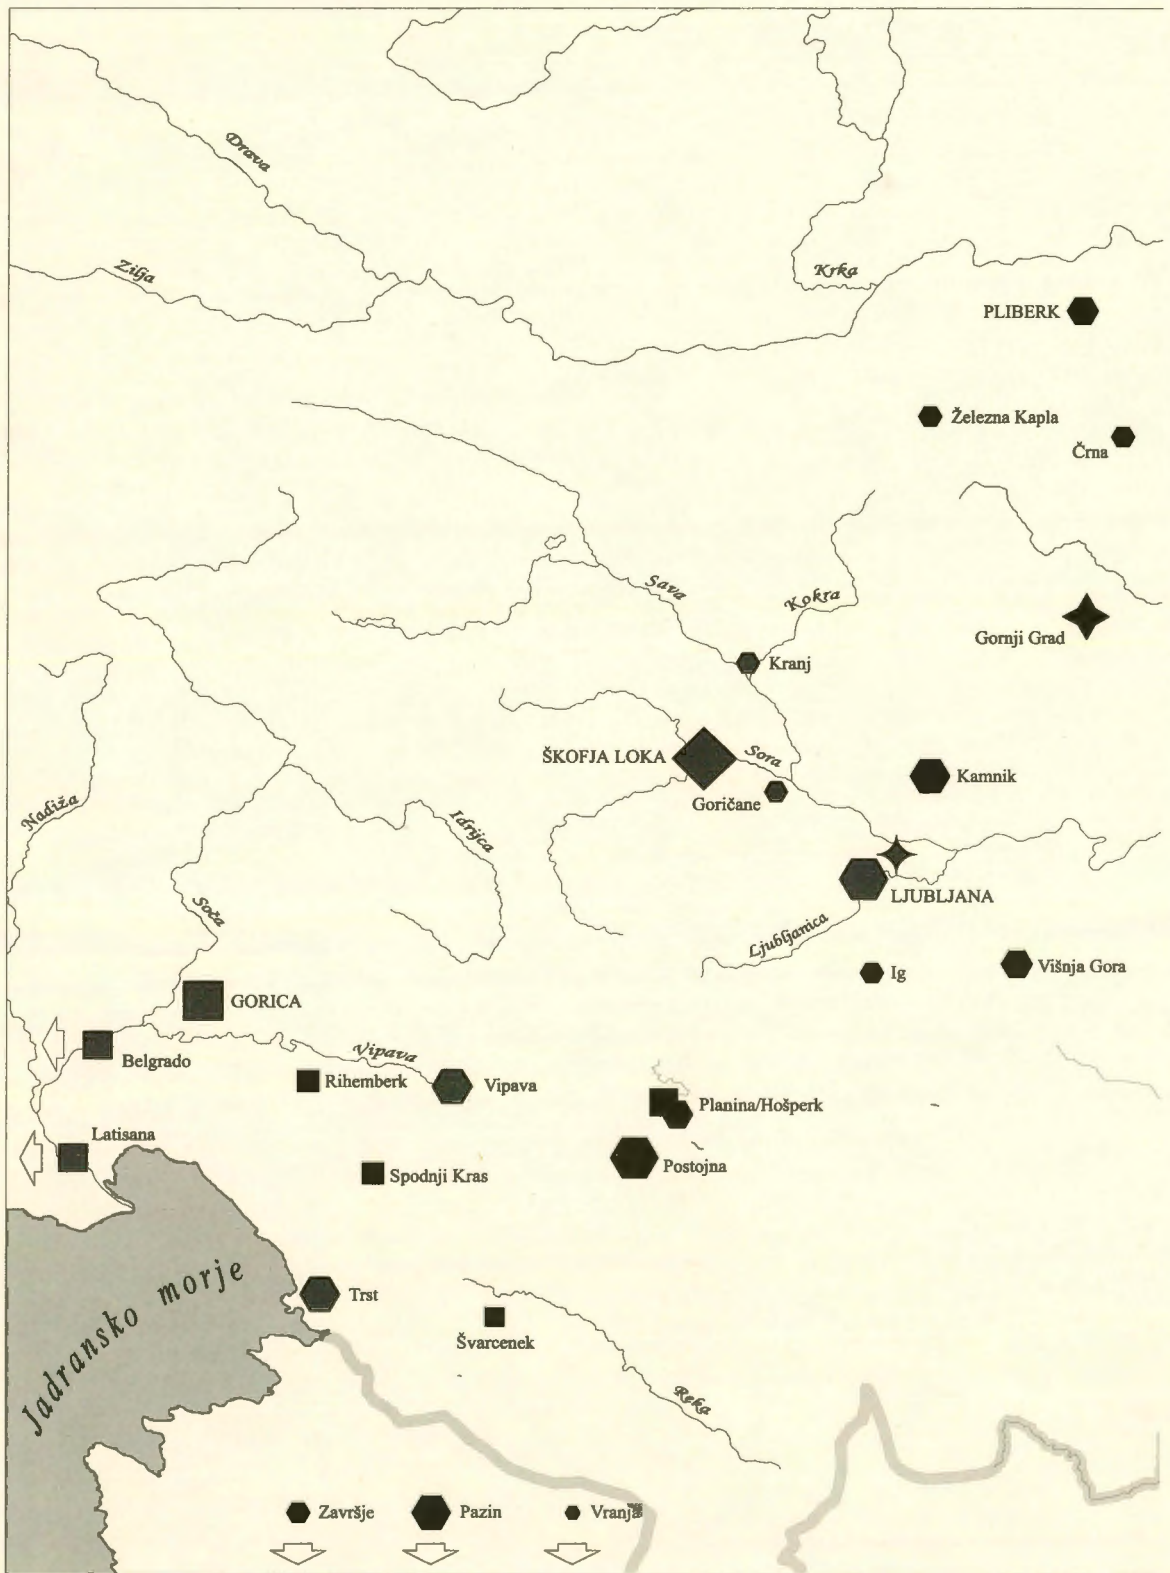 Drava
Zilja
Krka
PLIBERK
Železna Kapla
Črna
Sava
Kokra
Gornji Grad
Kranj
ŠKOFJA LOKA
Sora
Kamnik
Goričane
Nadiža
Idrijca
LJUBLJANA
Soča
Ljubljanica
Ig
Višnja Gora
GORICA
Belgrado
Vipava
Rihemberk
Vipava
Planina/Hošperk
Latisana
Postojna
Spodnji Kras
Jadransko morje
Trst
Švarcenek
Reka
Završje
Pazin
Vranja